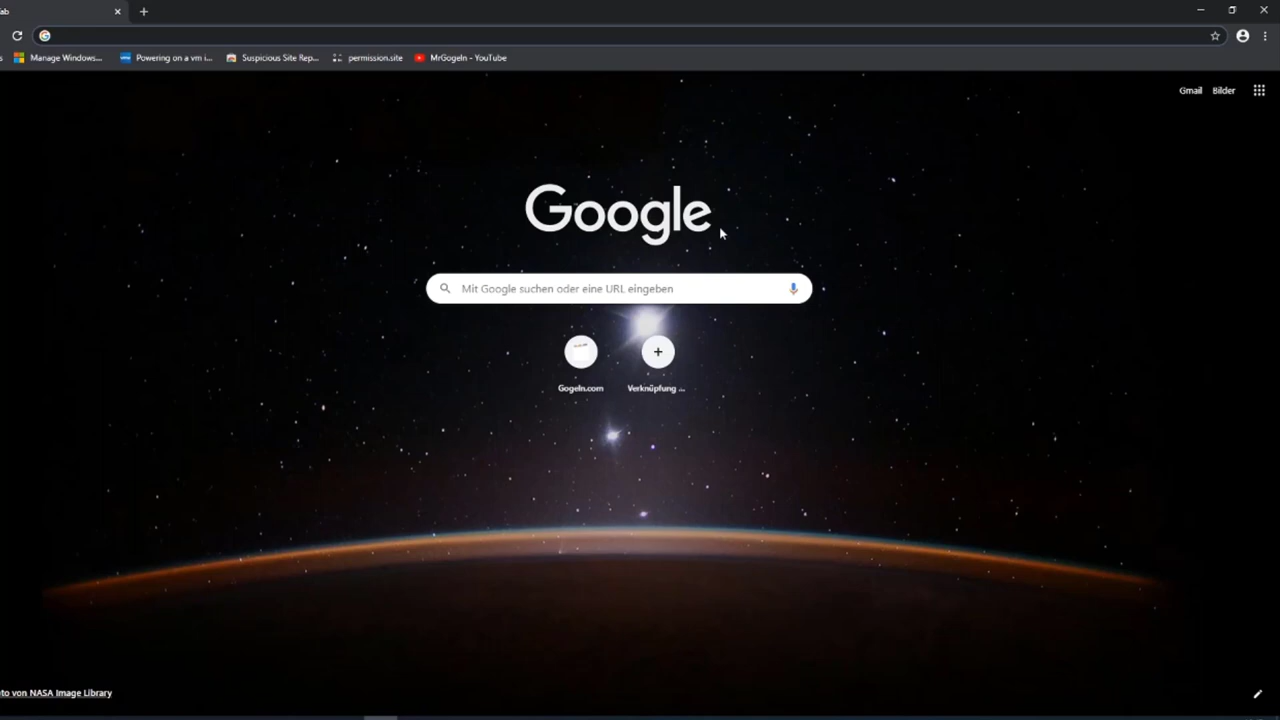 ab
Manage Windows...
Powering on a vm i...
Suspicious Site Rep...
permission.site
MrGogeln - YouTube
Gmail
Bilder
Google
Mit Google suchen oder eine URL eingeben
Gogeln.com
Verknüpfung ...
to von NASA Image Library